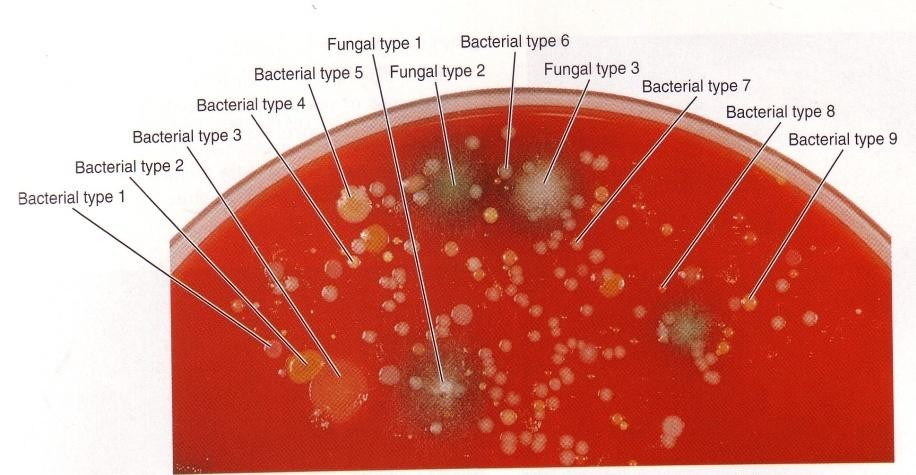 Fungal type 1
Bacterial type 6
Bacterial type 5
Fungal type 2
Fungal type 3
Bacterial type 7
Bacterial type 4
Bacterial type 8
Bacterial type 3
Bacterial type 9
Bacterial type 2
Bacterial type 1